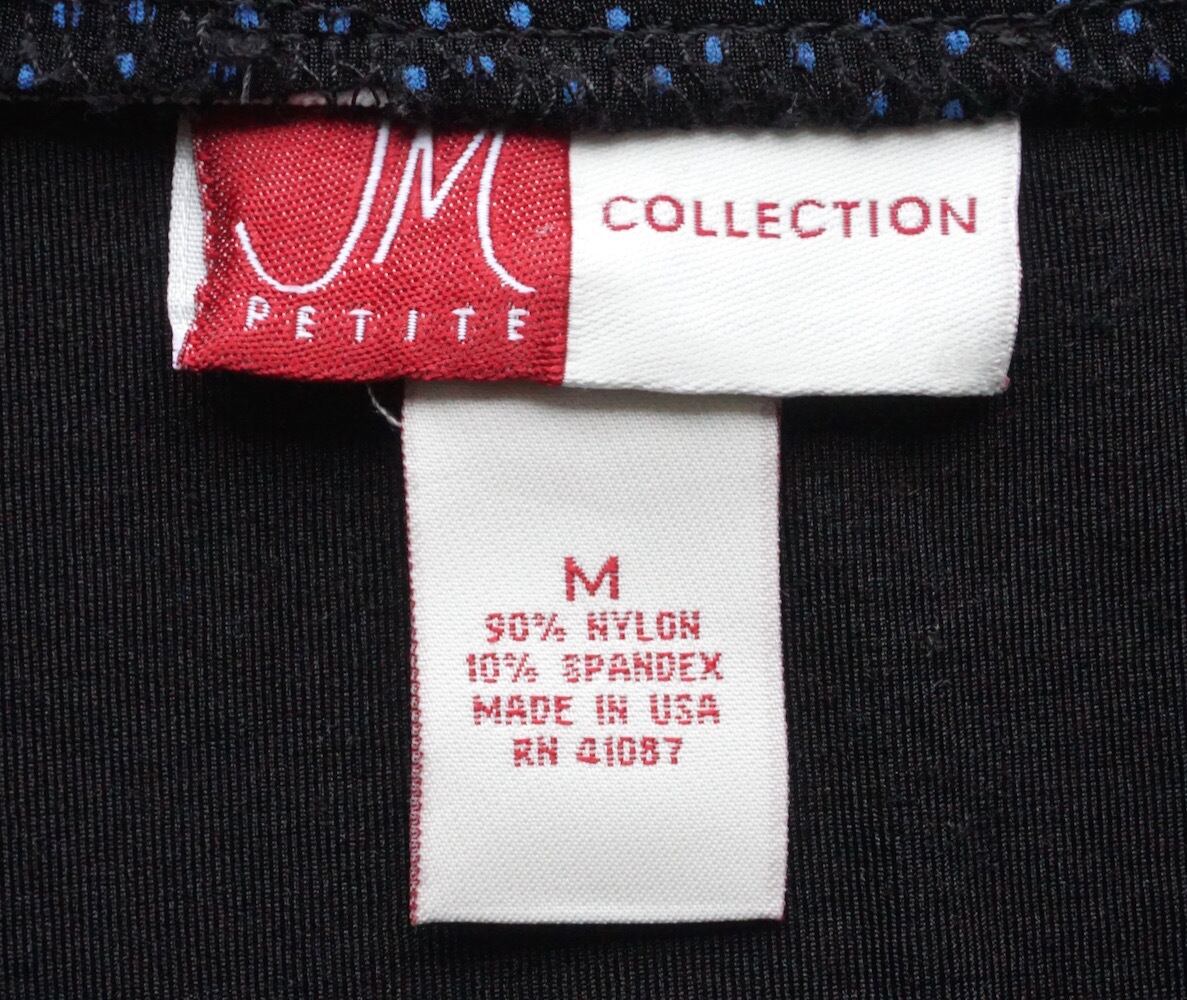 JM
PETITE
COLLECTION
M
90% NYLON
10% SPANDEX
MADE IN USA
RN 41087